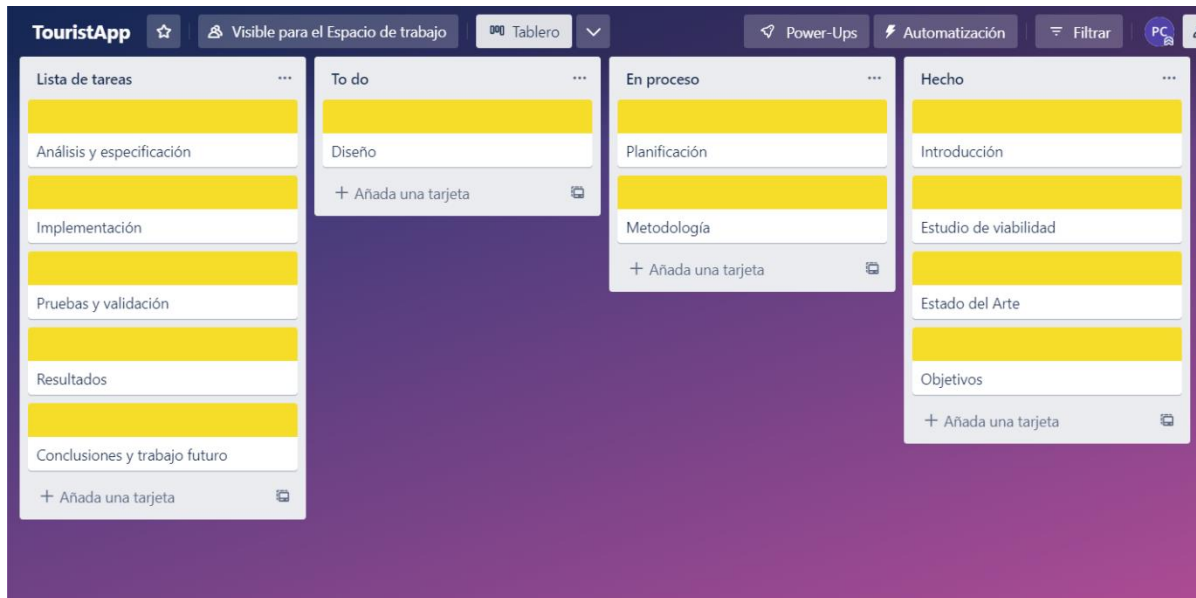 TouristApp
Visible para el Espacio de trabajo
Tablero
Power-Ups
Automatización
Filtrar
PC
Lista de tareas
Análisis y especificación
Implementación
Pruebas y validación
Resultados
Conclusiones y trabajo futuro
+ Añada una tarjeta
To do
Diseño
+ Añada una tarjeta
En proceso
Planificación
Metodología
+ Añada una tarjeta
Hecho
Introducción
Estudio de viabilidad
Estado del Arte
Objetivos
+ Añada una tarjeta